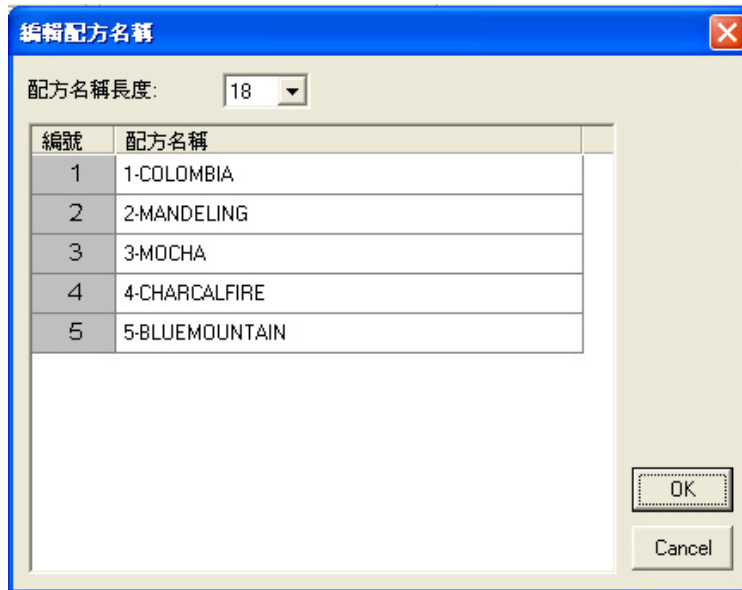 編輯配方名稱
配方名稱長度: 18
編號 配方名稱
1 1-COLOMBIA
2 2-MANDELING
3 3-MOCHA
4 4-CHARCALFIRE
5 5-BLUEMOUNTAIN
OK
Cancel